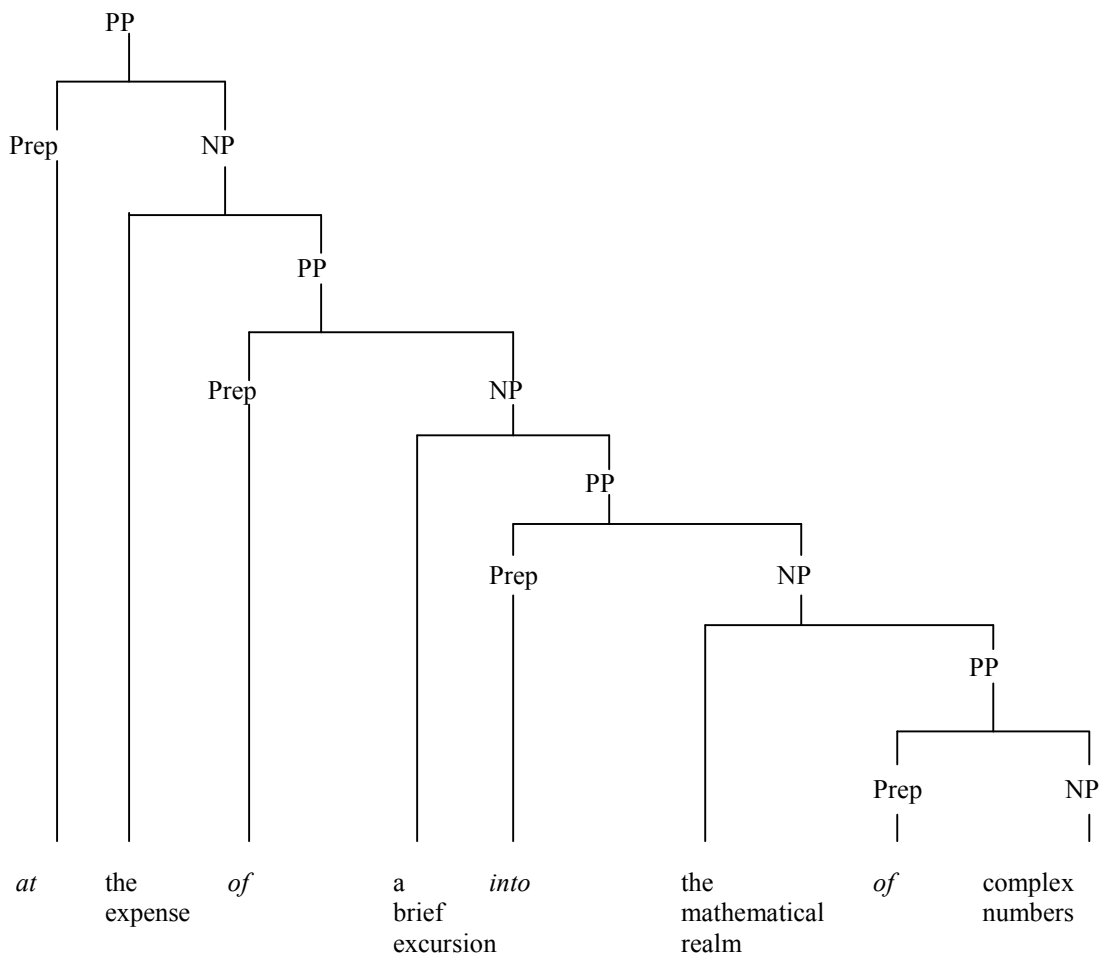 PP
Prep NP
PP
Prep NP
PP
Prep NP
PP
Prep NP
at the of a into the of complex
expense brief mathematical numbers
excursion realm